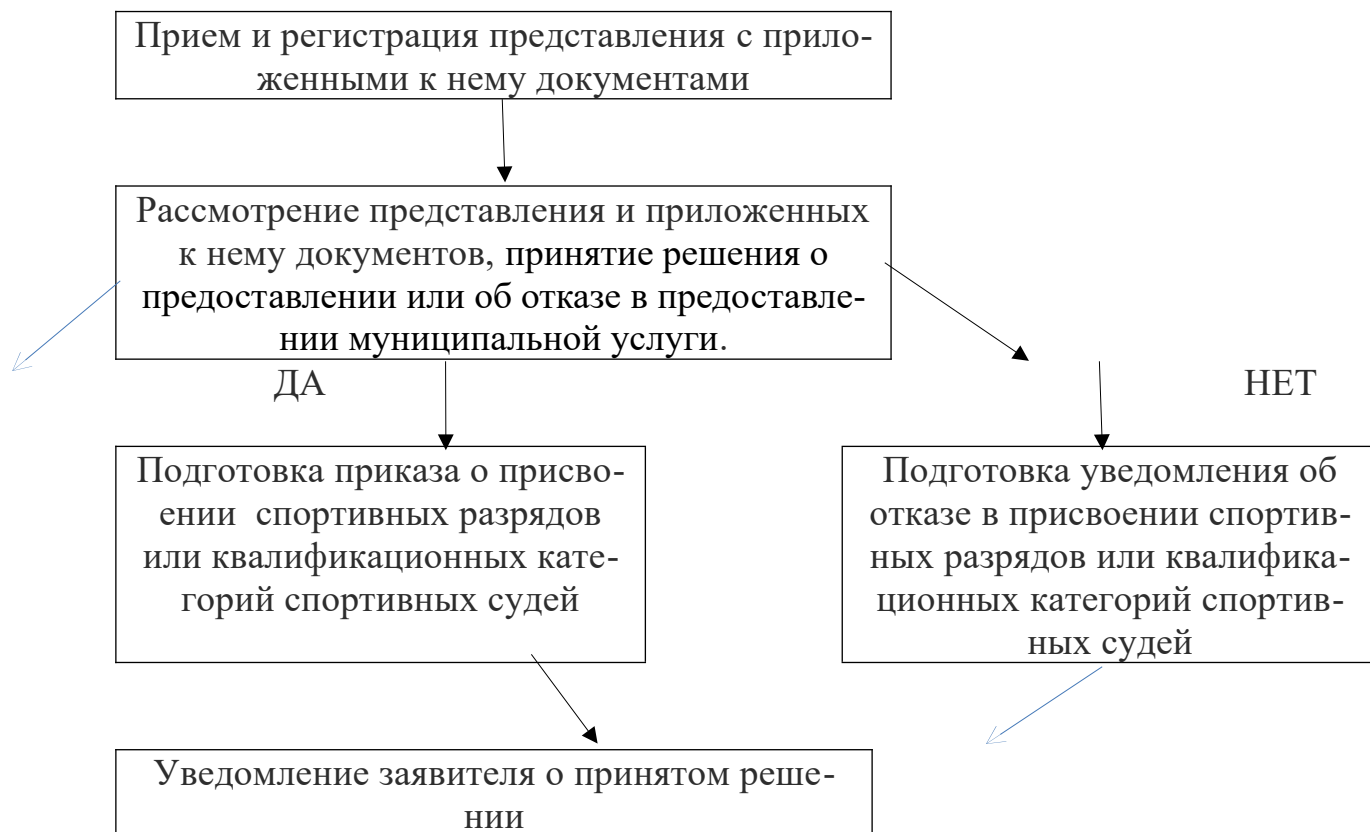 Прием и регистрация представления с прило-
женными к нему документами
Рассмотрение представления и приложенных
к нему документов, принятие решения о
предоставлении или об отказе в предоставле-
нии муниципальной услуги.
ДА
НЕТ
Подготовка приказа о присво-
ении спортивных разрядов
или квалификационных кате-
горий спортивных судей
Подготовка уведомления об
отказе в присвоении спортив-
ных разрядов или квалифика-
ционных категорий спортив-
ных судей
Уведомление заявителя о принятом реше-
нии